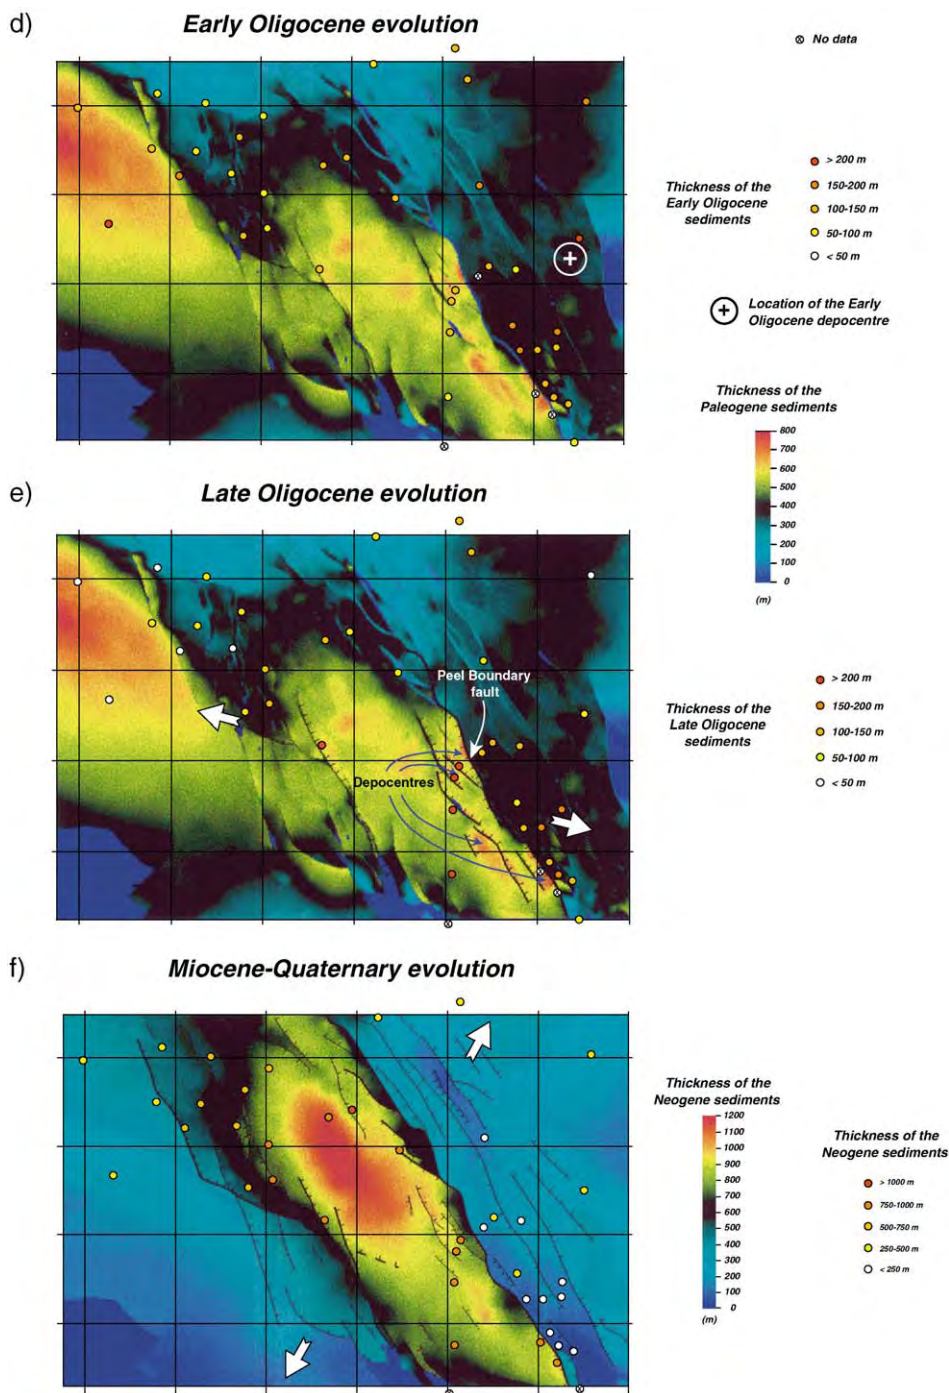 d)
Early Oligocene evolution
No data
Thickness of the
Early Oligocene
sediments
> 200 m
150-200 m
100-150 m
50-100 m
< 50 m
Location of the Early
Oligocene depocentre
Thickness of the
Paleogene sediments
800
700
600
500
400
300
200
100
0
(m)
e)
Late Oligocene evolution
Peel Boundary
fault
Depocentres
Thickness of the
Late Oligocene
sediments
> 200 m
150-200 m
100-150 m
50-100 m
< 50 m
f)
Miocene-Quaternary evolution
Thickness of the
Neogene sediments
1200
1100
1000
900
800
700
600
500
400
300
200
100
0
(m)
Thickness of the
Neogene sediments
> 1000 m
750-1000 m
500-750 m
250-500 m
< 250 m